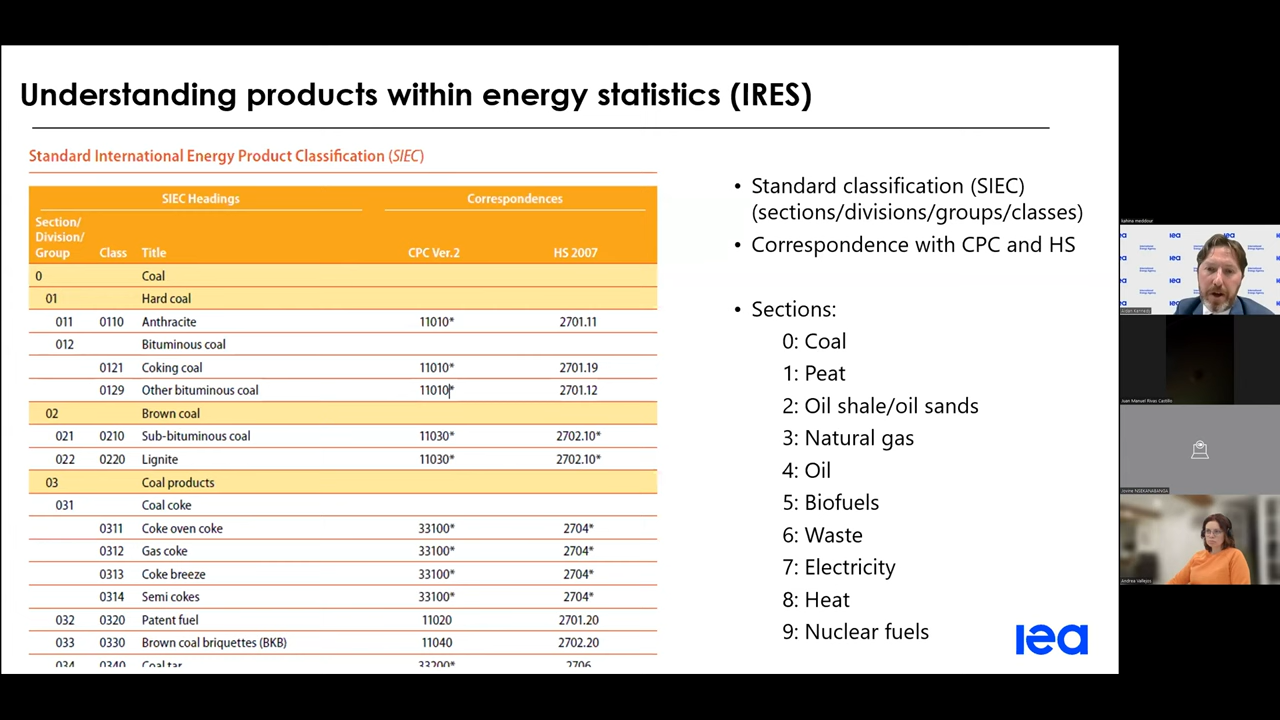 Understanding products within energy statistics (IRES)
Standard International Energy Product Classification (SIEC)
SIEC Headings Correspondences
Section/
Division/
Group Class Title CPC Ver.2 HS 2007
0 Coal
01 Hard coal
011 0110 Anthracite 11010* 2701.11
012 Bituminous coal
0121 Coking coal 11010* 2701.19
0129 Other bituminous coal 11010* 2701.12
02 Brown coal
021 0210 Sub-bituminous coal 11030* 2702.10*
022 0220 Lignite 11030* 2702.10*
03 Coal products
031 Coal coke
0311 Coke oven coke 33100* 2704*
0312 Gas coke 33100* 2704*
0313 Coke breeze 33100* 2704*
0314 Semi cokes 33100* 2704*
032 0320 Patent fuel 11020 2701.20
033 0330 Brown coal briquettes (BKB) 11040 2702.20
034 0340 Coal tar 33200* 2706
• Standard classification (SIEC)
(sections/divisions/groups/classes)
• Correspondence with CPC and HS
• Sections:
0: Coal
1: Peat
2: Oil shale/oil sands
3: Natural gas
4: Oil
5: Biofuels
6: Waste
7: Electricity
8: Heat
9: Nuclear fuels
iea
iea
Juan Manuel Rivas Castillo
Andrea Vallejos